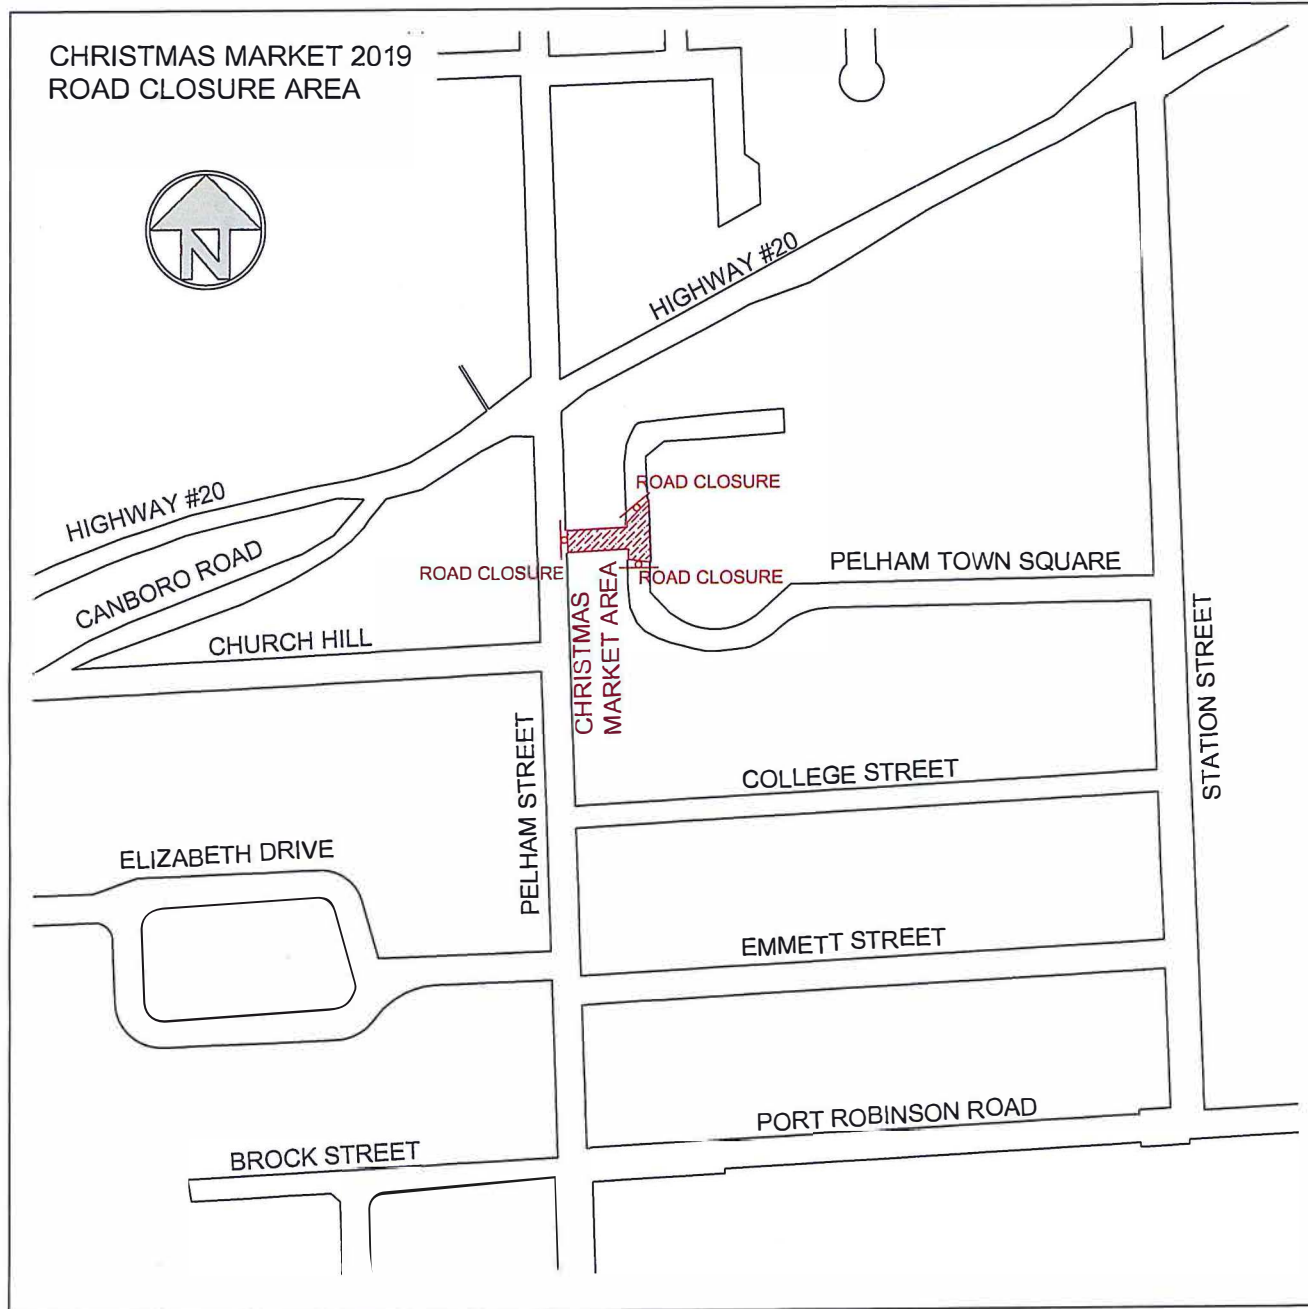 CHRISTMAS MARKET 2019
ROAD CLOSURE AREA
N
HIGHWAY #20
HIGHWAY #20
ROAD CLOSURE
CANBORO ROAD
ROAD CLOSURE
ROAD CLOSURE
PELHAM TOWN SQUARE
CHURCH HILL
CHRISTMAS
MARKET AREA
STATION STREET
PELHAM STREET
COLLEGE STREET
ELIZABETH DRIVE
EMMETT STREET
PORT ROBINSON ROAD
BROCK STREET